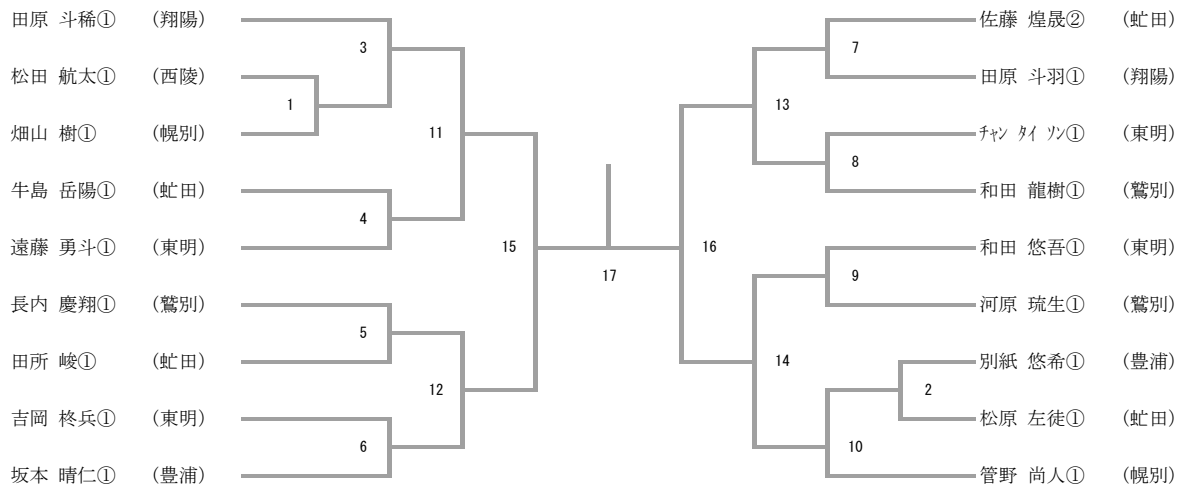 田原 斗稀① (翔陽)
松田 航太① (西陵)
畑山 樹① (幌別)
牛島 岳陽① (虻田)
遠藤 勇斗① (東明)
長内 慶翔① (鷲別)
田所 峻① (虻田)
吉岡 柊兵① (東明)
坂本 晴仁① (豊浦)
3
1
11
4
15
5
12
6
17
佐藤 煌晟② (虻田)
田原 斗羽① (翔陽)
ﾁｬﾝ ﾀｲ ｿﾝ① (東明)
和田 龍樹① (鷲別)
和田 悠吾① (東明)
河原 琉生① (鷲別)
別紙 悠希① (豊浦)
松原 左徒① (虻田)
管野 尚人① (幌別)
7
13
8
16
9
14
2
10